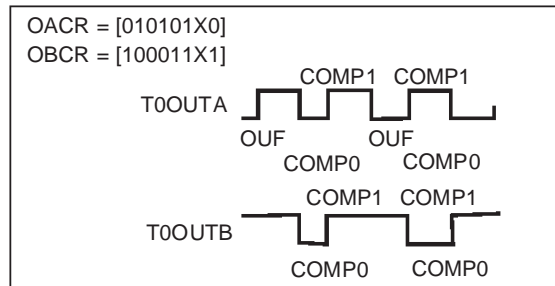 OACR = [010101X0]
OBCR = [100011X1]
COMP1 COMP1
T0OUTA
OUF OUF
COMP0 COMP0
COMP1 COMP1
T0OUTB
COMP0 COMP0